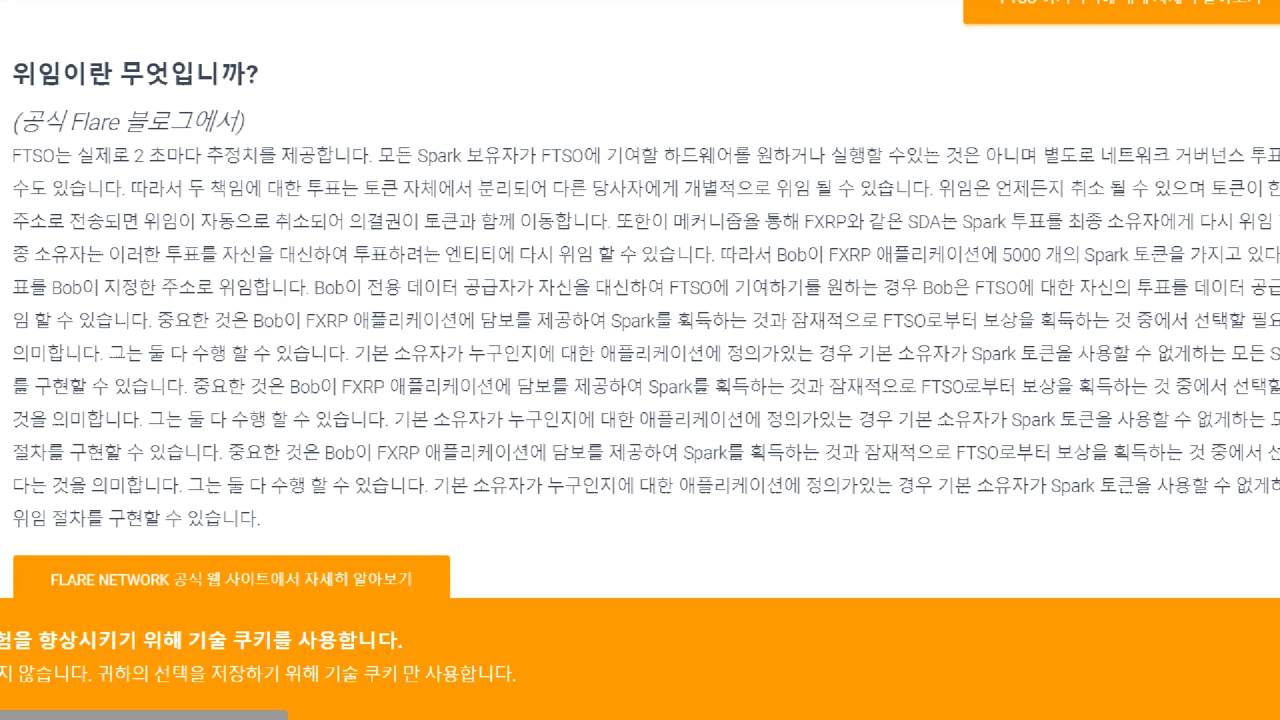 위임이란 무엇입니까?
(공식 Flare 블로그에서)
FTSO는 실제로 2 초마다 추정치를 제공합니다. 모든 Spark 보유자가 FTSO에 기여할 하드웨어를 원하거나 실행할 수있는 것은 아니며 별도로 네트워크 거버넌스 투표
수도 있습니다. 따라서 두 책임에 대한 투표는 토큰 자체에서 분리되어 다른 당사자에게 개별적으로 위임 될 수 있습니다. 위임은 언제든지 취소 될 수 있으며 토큰이 한
주소로 전송되면 위임이 자동으로 취소되어 의결권이 토큰과 함께 이동합니다. 또한이 메커니즘을 통해 FXRP와 같은 SDA는 Spark 투표를 최종 소유자에게 다시 위임
종 소유자는 이러한 투표를 자신을 대신하여 투표하려는 엔티티에 다시 위임 할 수 있습니다. 따라서 Bob이 FXRP 애플리케이션에 5000 개의 Spark 토큰을 가지고 있다
표를 Bob이 지정한 주소로 위임합니다. Bob이 전용 데이터 공급자가 자신을 대신하여 FTSO에 기여하기를 원하는 경우 Bob은 FTSO에 대한 자신의 투표를 데이터 공급
임 할 수 있습니다. 중요한 것은 Bob이 FXRP 애플리케이션에 담보를 제공하여 Spark를 획득하는 것과 잠재적으로 FTSO로부터 보상을 획득하는 것 중에서 선택할 필요
의미합니다. 그는 둘 다 수행 할 수 있습니다. 기본 소유자가 누구인지에 대한 애플리케이션에 정의가있는 경우 기본 소유자가 Spark 토큰을 사용할 수 없게하는 모든 S
를 구현할 수 있습니다. 중요한 것은 Bob이 FXRP 애플리케이션에 담보를 제공하여 Spark를 획득하는 것과 잠재적으로 FTSO로부터 보상을 획득하는 것 중에서 선택할
것을 의미합니다. 그는 둘 다 수행 할 수 있습니다. 기본 소유자가 누구인지에 대한 애플리케이션에 정의가있는 경우 기본 소유자가 Spark 토큰을 사용할 수 없게하는 모
절차를 구현할 수 있습니다. 중요한 것은 Bob이 FXRP 애플리케이션에 담보를 제공하여 Spark를 획득하는 것과 잠재적으로 FTSO로부터 보상을 획득하는 것 중에서 선
다는 것을 의미합니다. 그는 둘 다 수행 할 수 있습니다. 기본 소유자가 누구인지에 대한 애플리케이션에 정의가있는 경우 기본 소유자가 Spark 토큰을 사용할 수 없게하
위임 절차를 구현할 수 있습니다.
FLARE NETWORK 공식 웹 사이트에서 자세히 알아보기
험을 향상시키기 위해 기술 쿠키를 사용합니다.
지 않습니다. 귀하의 선택을 저장하기 위해 기술 쿠키 만 사용합니다.